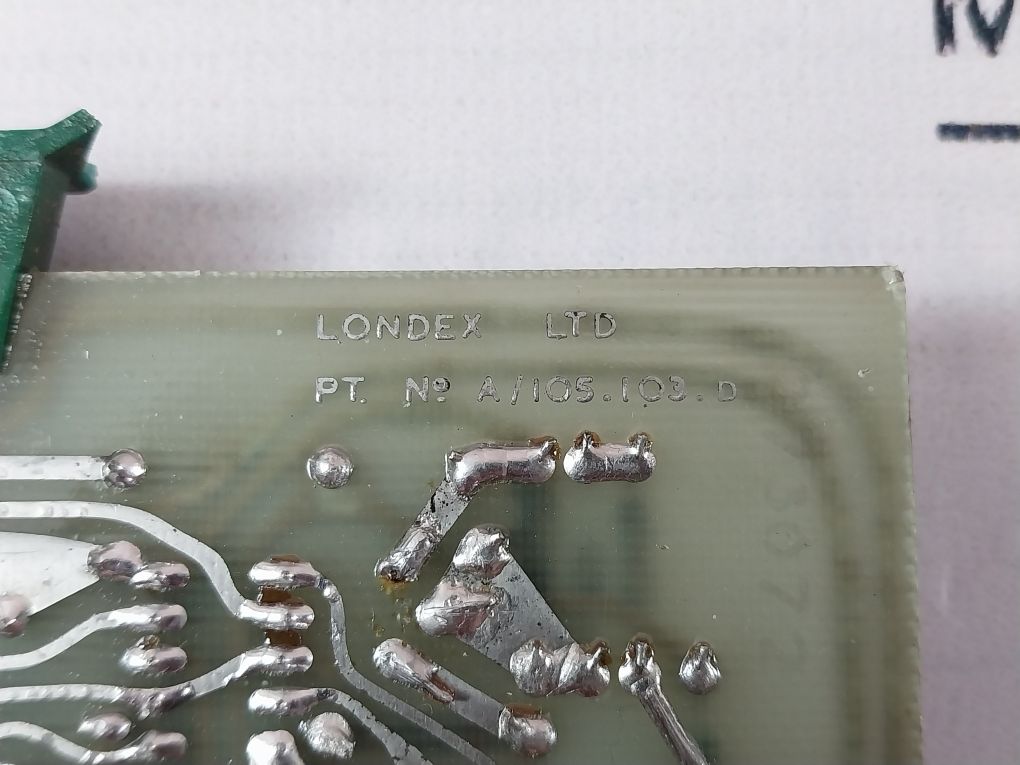 LONDEX LTD
PT. Nº A/105.103.D